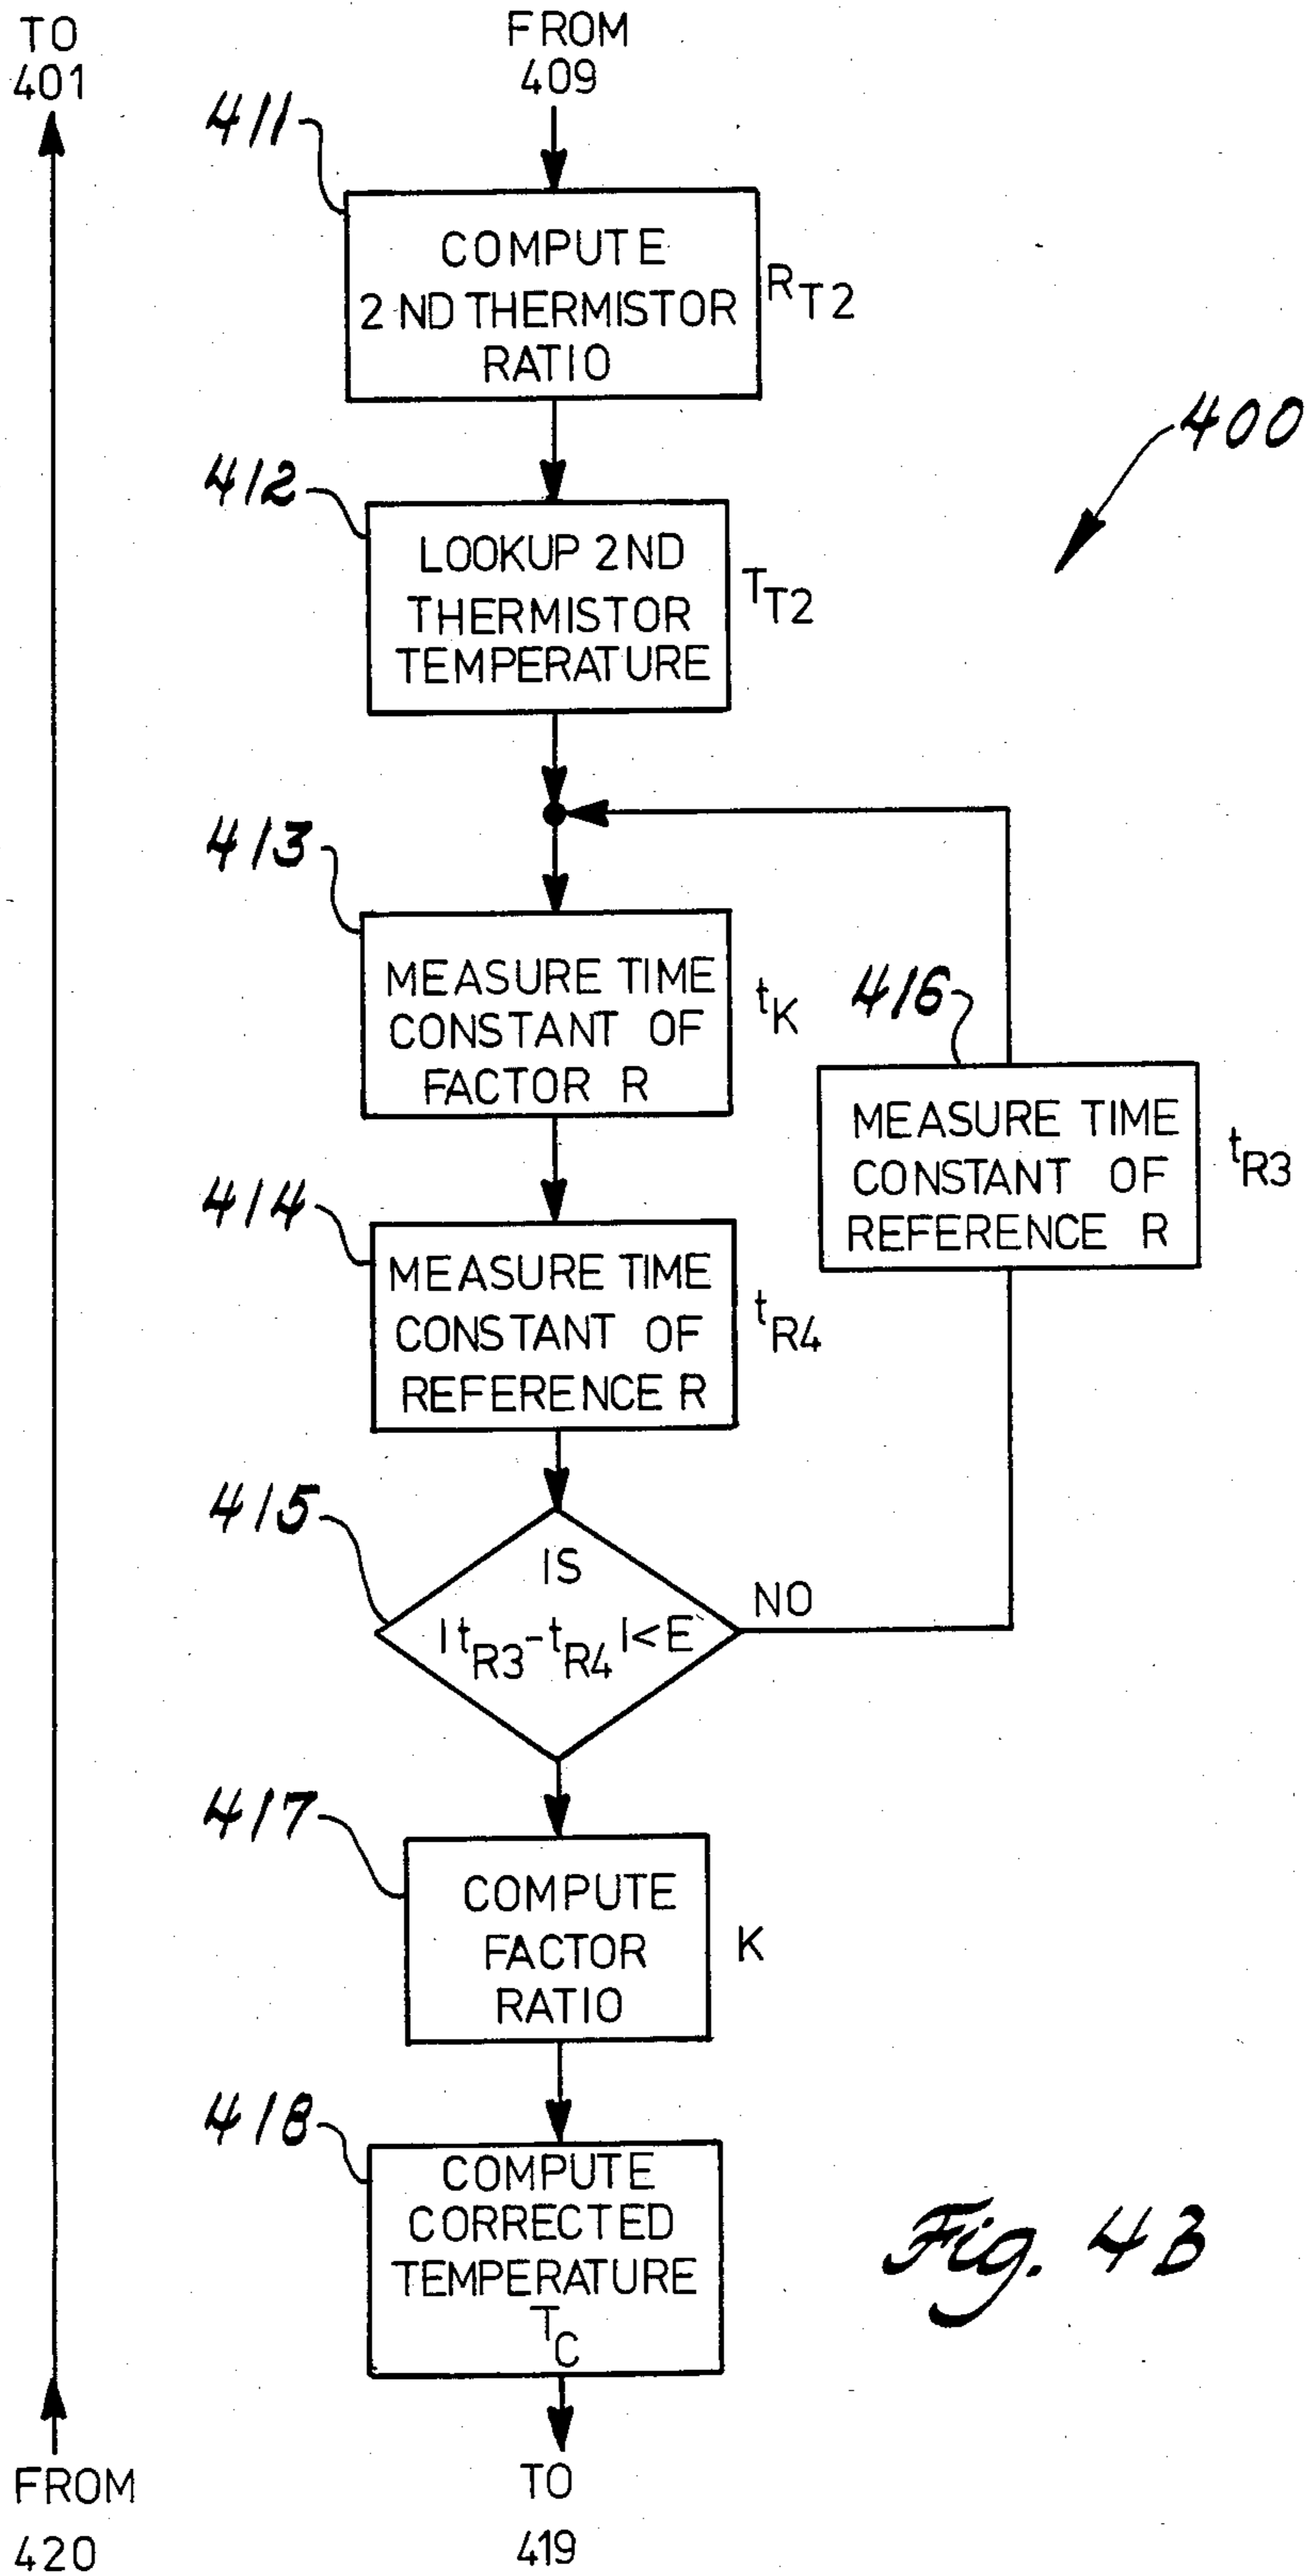 TO
401
FROM
409
411
COMPUTE
2ND THERMISTOR
RATIO
RT2
400
412
LOOKUP 2ND
THERMISTOR
TEMPERATURE
TT2
413
MEASURE TIME
CONSTANT OF
FACTOR R
tK
416
MEASURE TIME
CONSTANT OF
REFERENCE R
tR3
414
MEASURE TIME
CONSTANT OF
REFERENCE R
tR4
415
IS
|tR3-tR4|<E
NO
417
COMPUTE
FACTOR
RATIO
K
418
COMPUTE
CORRECTED
TEMPERATURE
TC
Fig. 4B
FROM
420
TO
419